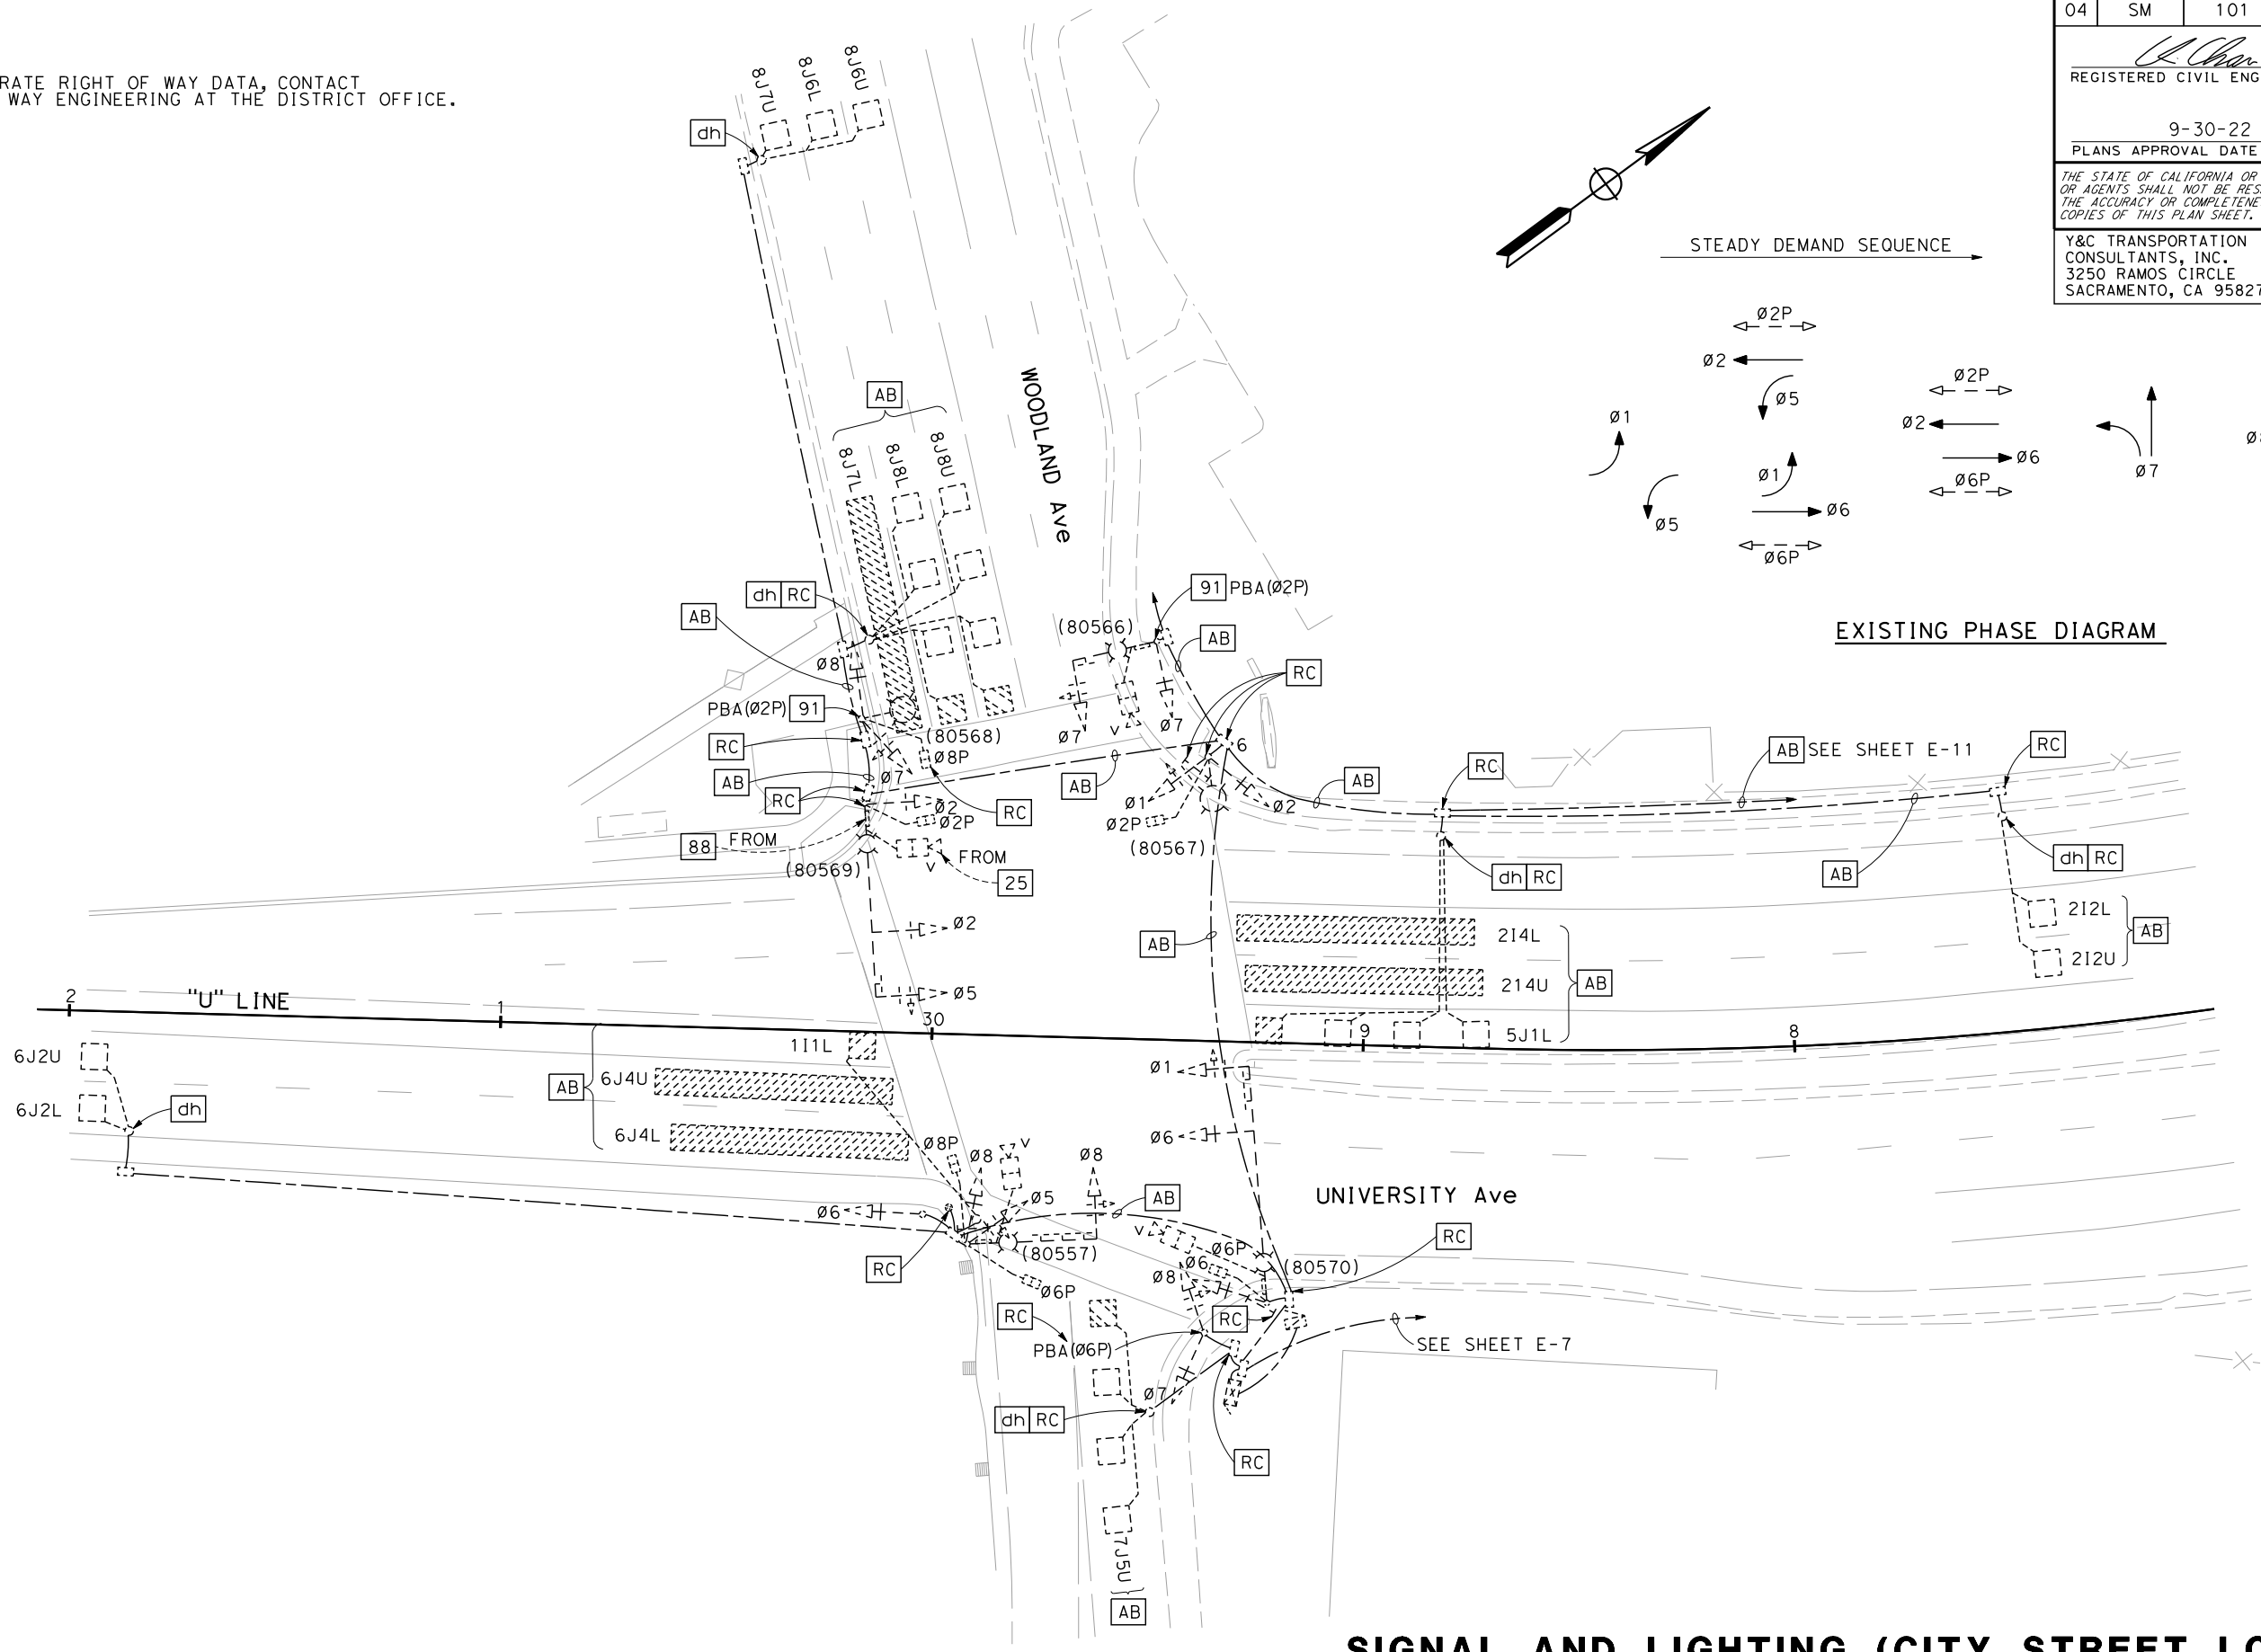 RATE RIGHT OF WAY DATA, CONTACT
WAY ENGINEERING AT THE DISTRICT OFFICE.
04 SM 101
REGISTERED CIVIL ENG
9-30-22
PLANS APPROVAL DATE
THE STATE OF CALIFORNIA OR
OR AGENTS SHALL NOT BE RES
THE ACCURACY OR COMPLETENE
COPIES OF THIS PLAN SHEET.
Y&C TRANSPORTATION
CONSULTANTS, INC.
3250 RAMOS CIRCLE
SACRAMENTO, CA 95827
STEADY DEMAND SEQUENCE
Ø2P
Ø2
Ø5
Ø1
Ø5
Ø1
Ø6
Ø6P
Ø2P
Ø2
Ø6
Ø6P
Ø7
EXISTING PHASE DIAGRAM
8J7U
8J6L
8J6U
dh
AB
8J7L
8J8L
8J8U
WOODLAND Ave
dh RC
AB
Ø8
PBA(Ø2P) 91
RC
AB
RC
88 FROM
(80569)
(80568)
Ø8P
Ø7
Ø2
Ø2P
RC
FROM
25
V
(80566)
91 PBA(Ø2P)
AB
RC
Ø7
V
Ø7
6
AB
Ø1
Ø2P
Ø2
(80567)
AB
RC
AB SEE SHEET E-11
RC
dh RC
AB
dh RC
2I2L
2I2U
AB
Ø2
Ø5
AB
2I4L
214U
AB
5J1L
"U" LINE
2
1
30
9
8
6J2U
6J2L
dh
1I1L
AB
6J4U
6J4L
Ø1
Ø6
Ø8P
Ø8
V
Ø5
Ø8
AB
UNIVERSITY Ave
Ø6
RC
(80557)
Ø6P
V
Ø6P
Ø6
Ø8
(80570)
RC
RC
RC
PBA(Ø6P)
SEE SHEET E-7
Ø7
dh RC
RC
7J5U
AB
SIGNAL AND LIGHTING (CITY STREET LO